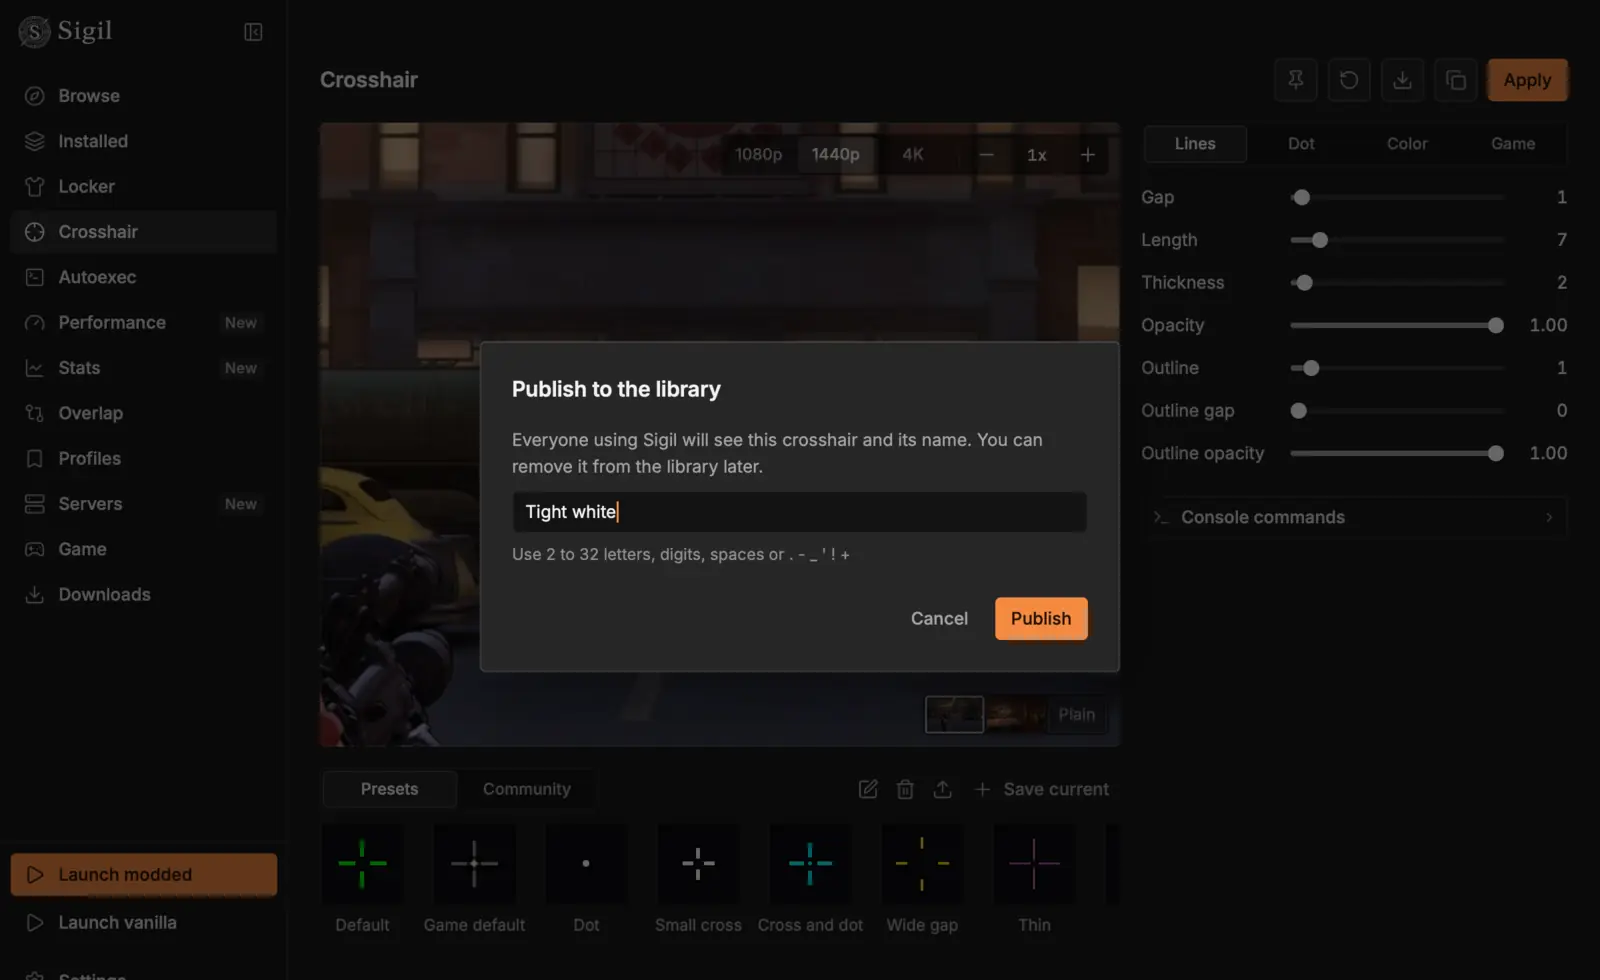 Sigil
Browse
Installed
Locker
Crosshair
Autoexec
Performance New
Stats New
Overlap
Profiles
Servers New
Game
Downloads
Launch modded
Launch vanilla
Settings
Crosshair
Apply
1080p 1440p 4K − 1x +
Lines Dot Color Game
Gap 1
Length 7
Thickness 2
Opacity 1.00
Outline 1
Outline gap 0
Outline opacity 1.00
Console commands
Publish to the library
Everyone using Sigil will see this crosshair and its name. You can
remove it from the library later.
Tight white
Use 2 to 32 letters, digits, spaces or . - _ ' ! +
Cancel Publish
Plain
Presets Community + Save current
Default Game default Dot Small cross Cross and dot Wide gap Thin